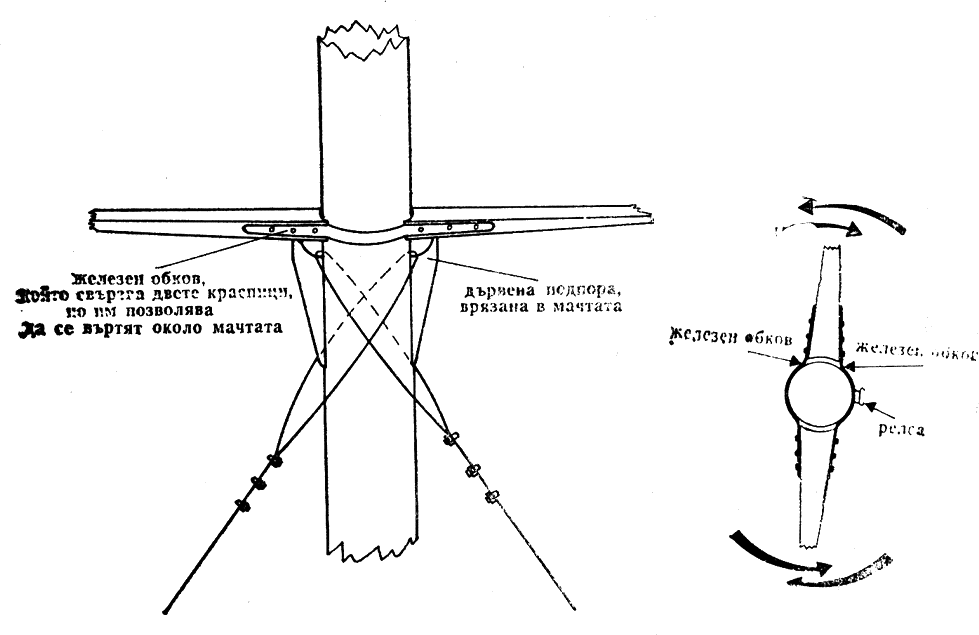 железен обков,
който свързва двете краспици,
но им позволява
да се въртят около мачтата
дървена подпора,
врязана в мачтата
железен обков
железен обков
релса